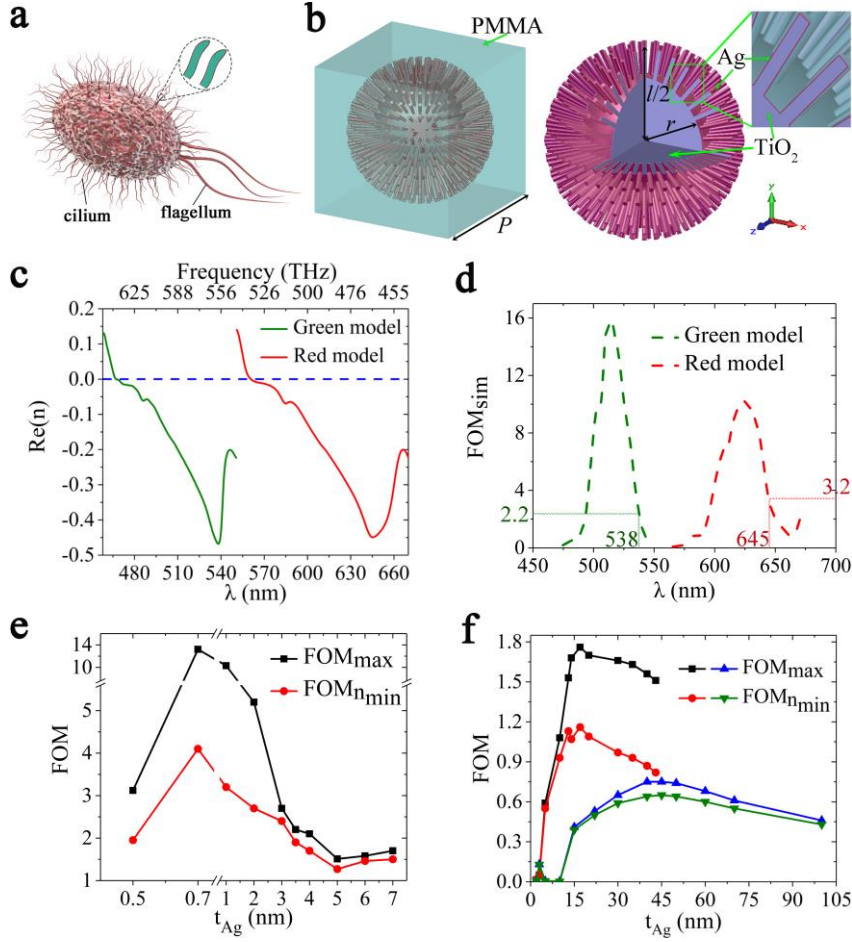 a
cilium
flagellum
b
PMMA
P
Ag
l/2
r
TiO2
y
z
x
c
Frequency (THz)
625 588 556 526 500 476 455
Green model
Red model
0.2
0.1
0.0
-0.1
-0.2
-0.3
-0.4
-0.5
Re(n)
480 510 540 570 600 630 660
λ (nm)
d
Green model
Red model
16
12
8
4
0
FOMsim
2.2
538
645
3.2
450 500 550 600 650 700
λ (nm)
e
FOMmax
FOMnmin
14
10
5
4
3
2
1
FOM
0.5 0.7 1 2 3 4 5 6 7
tAg (nm)
f
FOMmax
FOMnmin
1.8
1.5
1.2
0.9
0.6
0.3
0.0
FOM
0 15 30 45 60 75 90 105
tAg (nm)